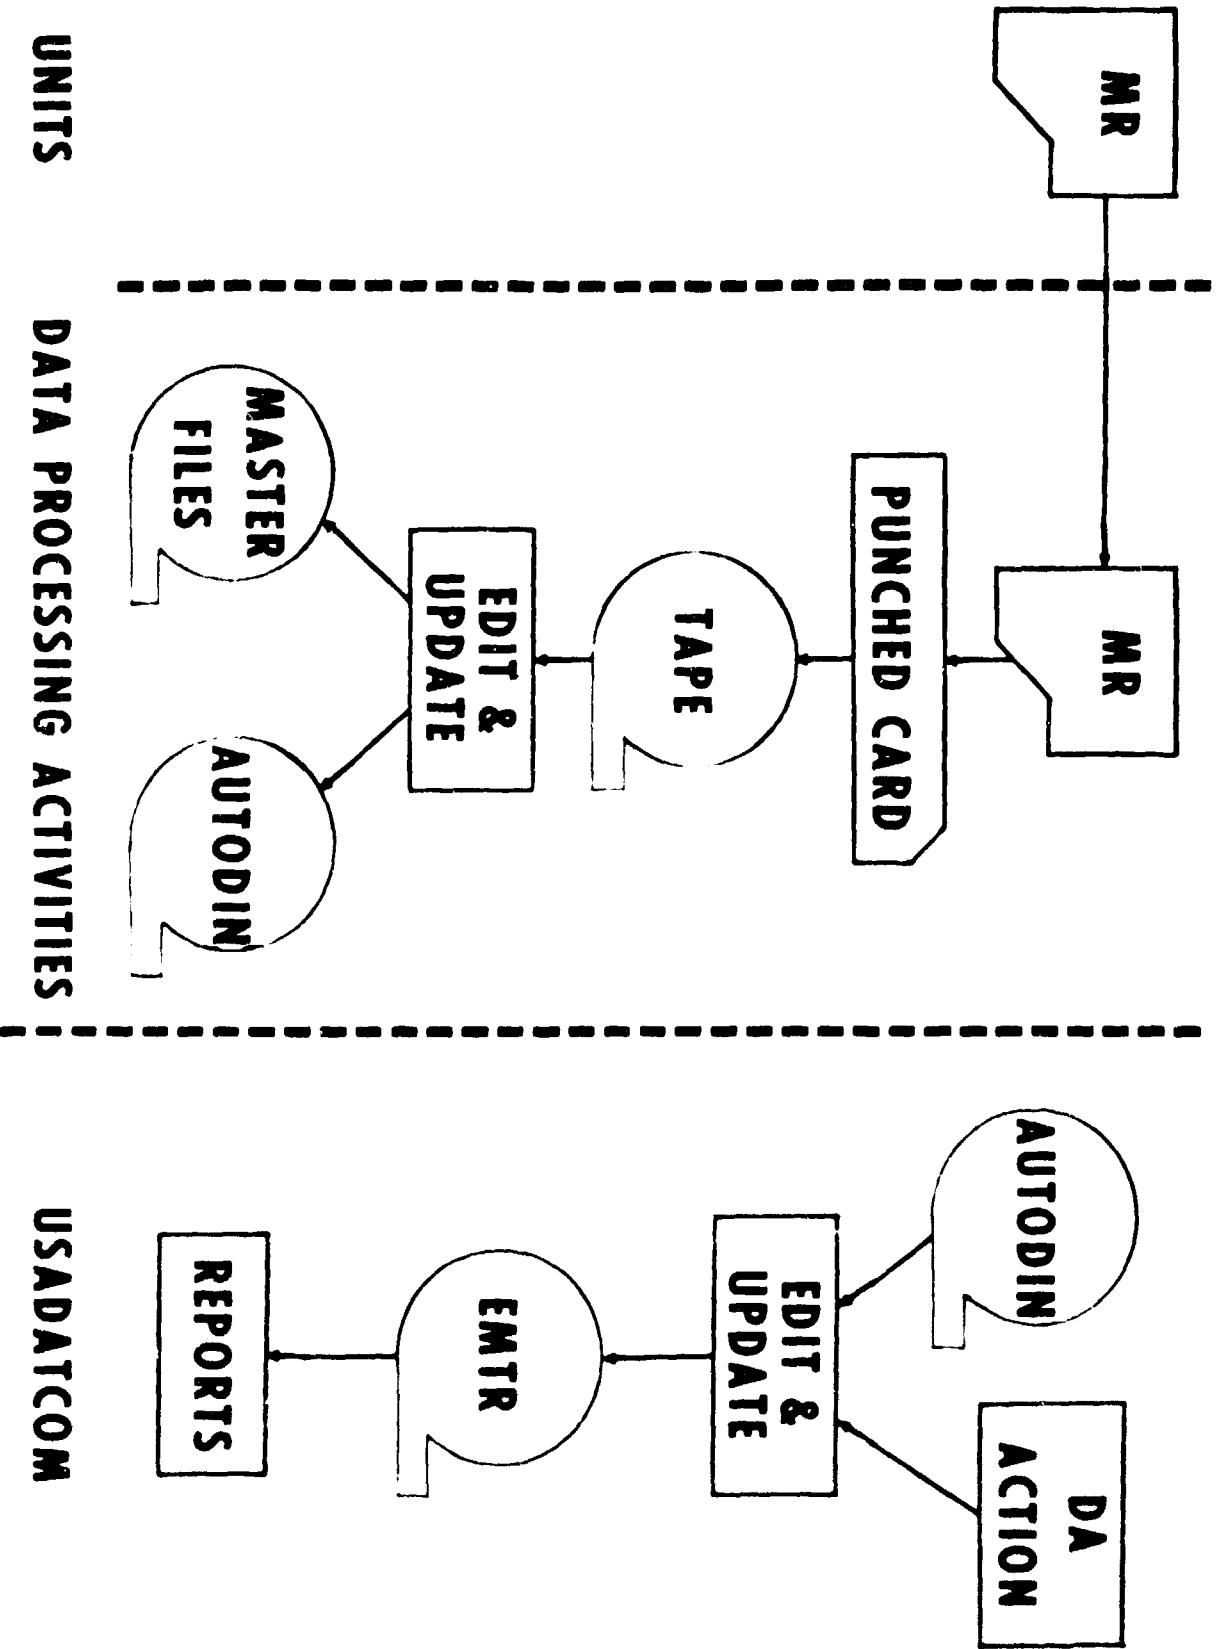 MR
UNITS
MR
PUNCHED CARD
TAPE
EDIT &
UPDATE
MASTER
FILES
AUTODIN
DATA PROCESSING ACTIVITIES
AUTODIN
DA
ACTION
EDIT &
UPDATE
EMTR
REPORTS
USADATCOM